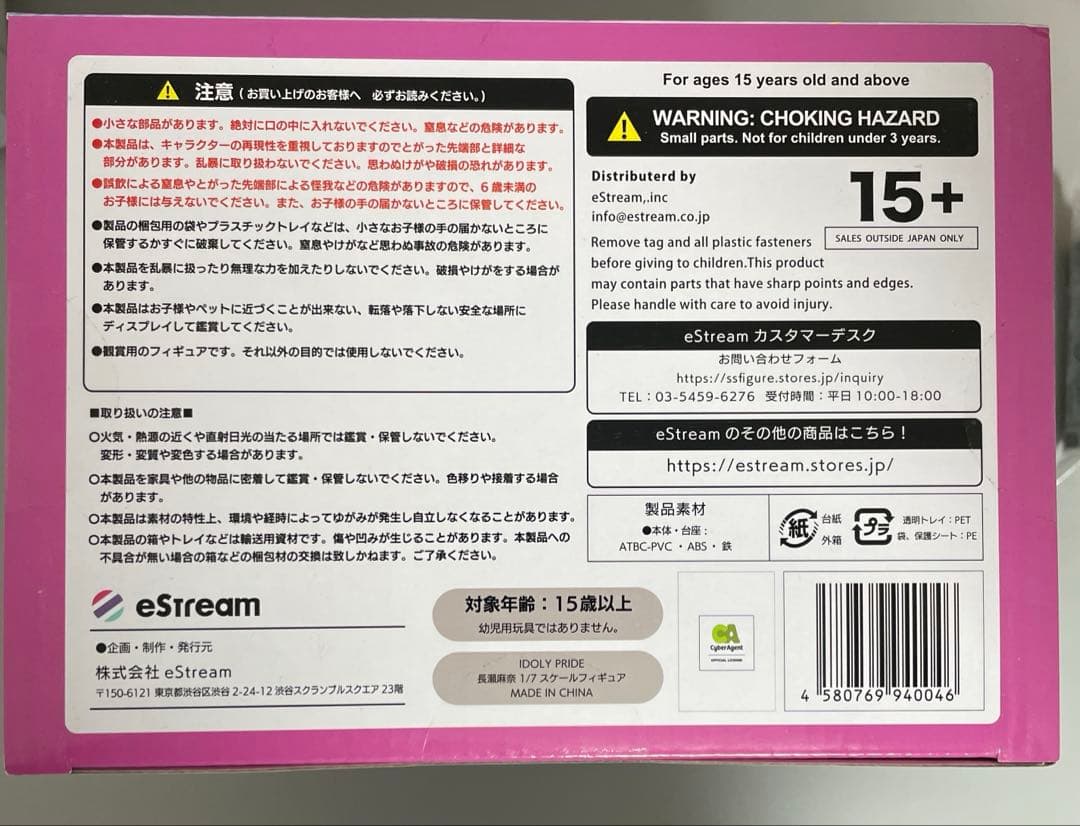 注意(お買い上げのお客様へ 必ずお読みください。)
●小さな部品があります。絶対に口の中に入れないでください。窒息などの危険があります。
●本製品は、キャラクターの再現性を重視しておりますのでとがった先端部と詳細な
部分があります。乱暴に取り扱わないでください。思わぬけがや破損の恐れがあります。
●誤飲による窒息やとがった先端部による怪我などの危険がありますので、6歳未満の
お子様には与えないでください。また、お子様の手の届かないところに保管してください。
●製品の梱包用の袋やプラスチックトレイなどは、小さなお子様の手の届かないところに
保管するかすぐに破棄してください。窒息やけがなど思わぬ事故の危険があります。
●本製品を乱暴に扱ったり無理な力を加えたりしないでください。破損やけがをする場合が
あります。
●本製品はお子様やペットに近づくことが出来ない、転落や落下しない安全な場所に
ディスプレイして鑑賞してください。
●観賞用のフィギュアです。それ以外の目的では使用しないでください。
■取り扱いの注意■
○火気・熱源の近くや直射日光の当たる場所では鑑賞・保管しないでください。
変形・変質や変色する場合があります。
○本製品を家具や他の物品に密着して鑑賞・保管しないでください。色移りや接着する場合
があります。
○本製品は素材の特性上、環境や経時によってゆがみが発生し自立しなくなることがあります。
○本製品の箱やトレイなどは輸送用資材です。傷や凹みが生じることがあります。本製品への
不具合が無い場合の箱などの梱包材の交換は致しかねます。ご了承ください。
eStream
●企画・制作・発行元
株式会社 eStream
〒150-6121 東京都渋谷区渋谷 2-24-12 渋谷スクランブルスクエア 23階
対象年齢:15歳以上
幼児用玩具ではありません。
IDOLY PRIDE
長瀬麻奈 1/7 スケールフィギュア
MADE IN CHINA
For ages 15 years old and above
WARNING: CHOKING HAZARD
Small parts. Not for children under 3 years.
Distributerd by
eStream,.inc
info@estream.co.jp
15+
SALES OUTSIDE JAPAN ONLY
Remove tag and all plastic fasteners
before giving to children.This product
may contain parts that have sharp points and edges.
Please handle with care to avoid injury.
eStream カスタマーデスク
お問い合わせフォーム
https://ssfigure.stores.jp/inquiry
TEL:03-5459-6276 受付時間:平日 10:00-18:00
eStream のその他の商品はこちら!
https://estream.stores.jp/
製品素材
●本体・台座:
ATBC-PVC・ABS・鉄
紙
台紙
外箱
プラ
透明トレイ:PET
袋、保護シート:PE
CA
CyberAgent
OFFICIAL LICENSE
4 580769 940046